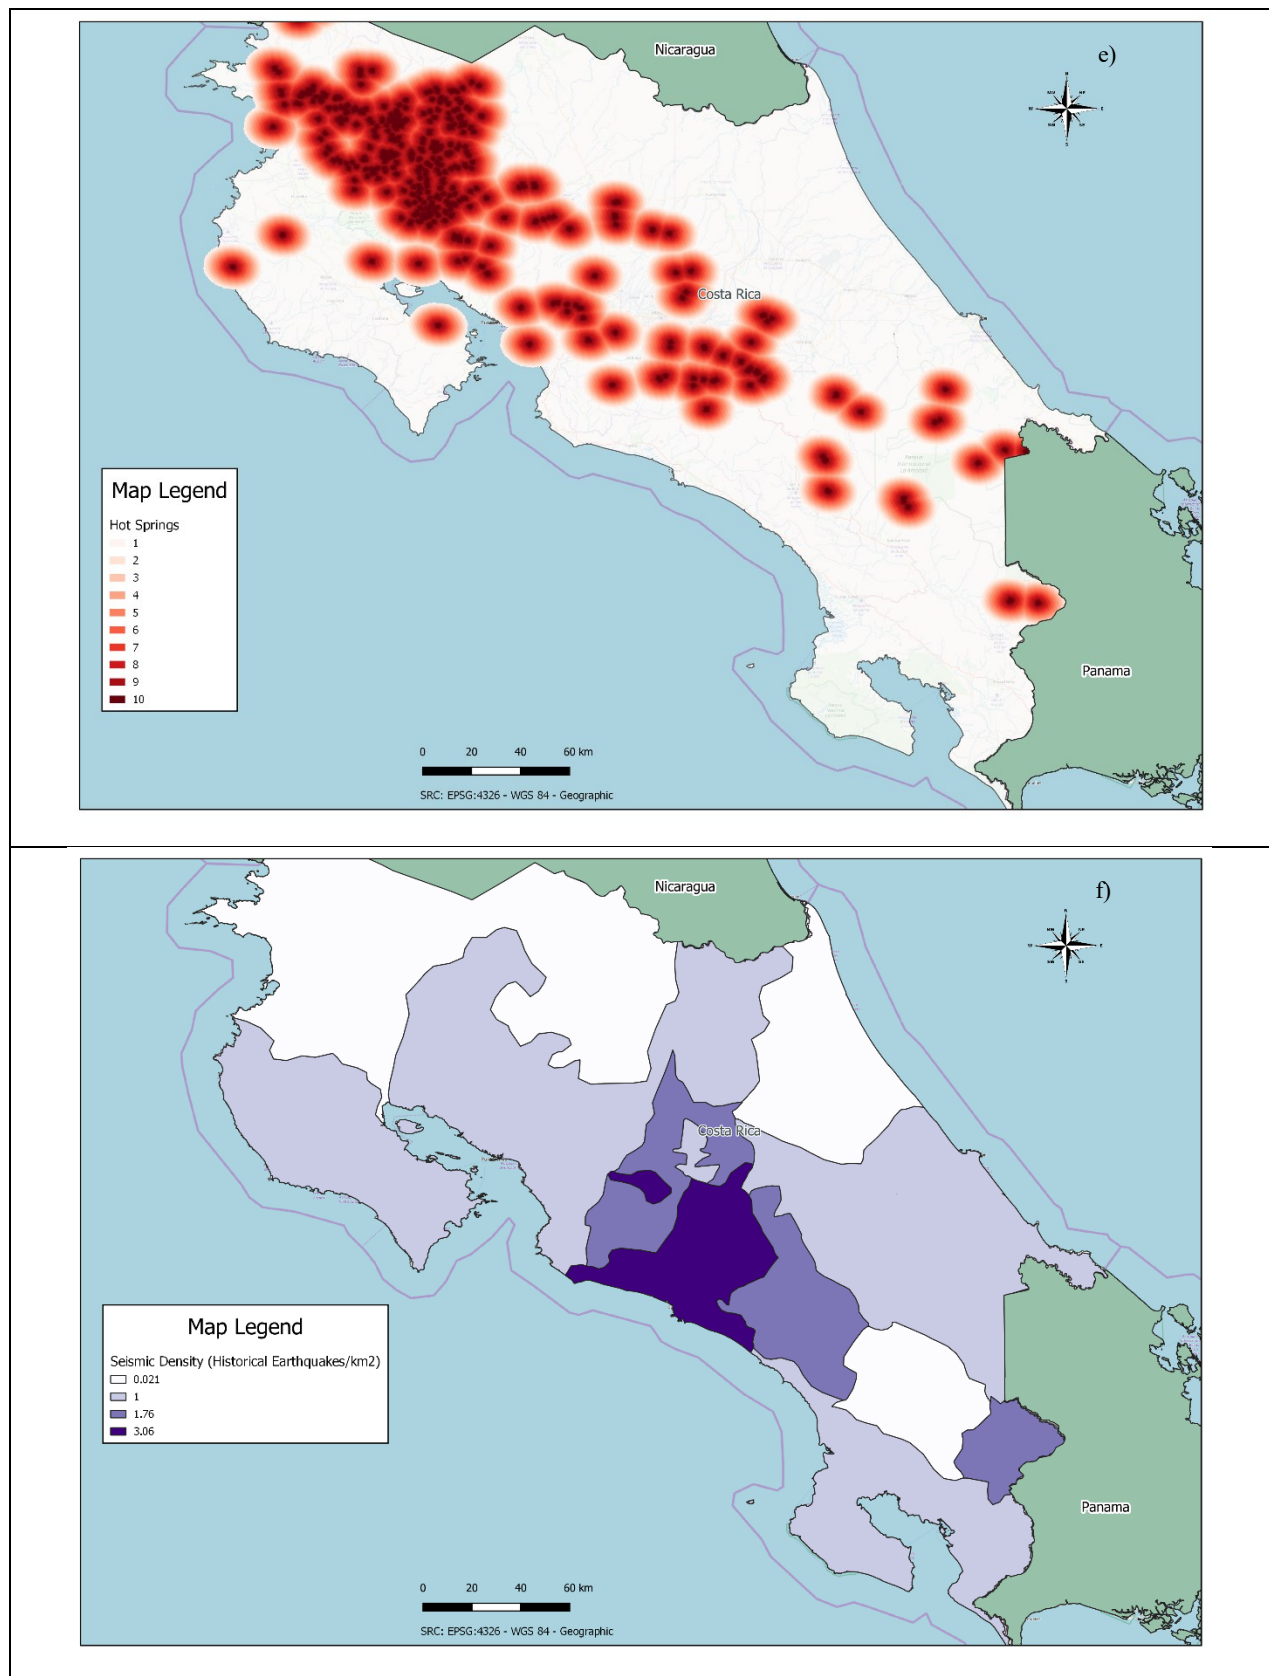 Nicaragua
e)
Costa Rica
Map Legend
Hot Springs
1
2
3
4
5
6
7
8
9
10
Panama
0 20 40 60 km
SRC: EPSG:4326 - WGS 84 - Geographic
Nicaragua
f)
Costa Rica
Map Legend
Seismic Density (Historical Earthquakes/km2)
0.021
1
1.76
3.06
Panama
0 20 40 60 km
SRC: EPSG:4326 - WGS 84 - Geographic